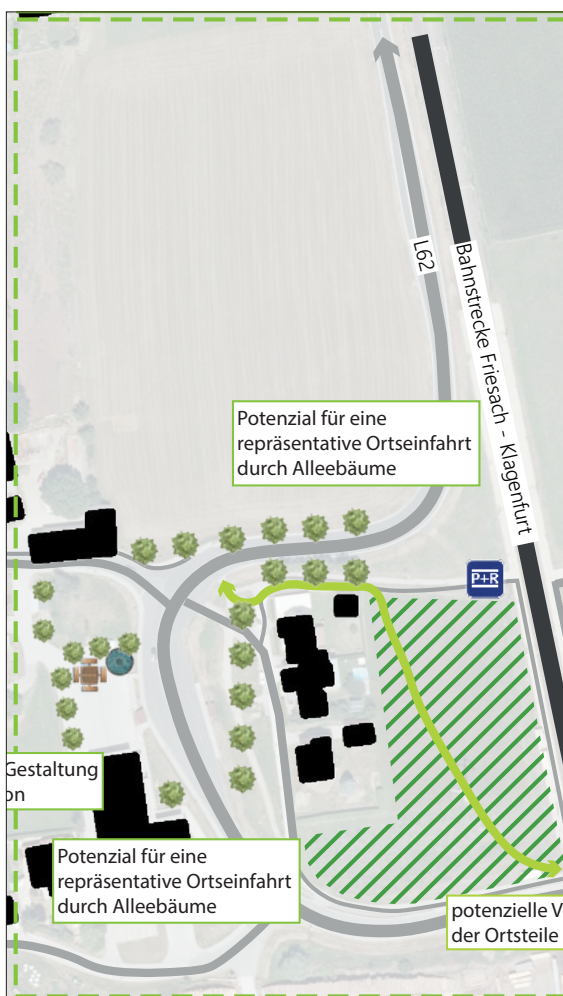 L62
Bahnstrecke Friesach - Klagenfurt
Potenzial für eine
repräsentative Ortseinfahrt
durch Alleebäume
P+R
Gestaltung
on
Potenzial für eine
repräsentative Ortseinfahrt
durch Alleebäume
potenzielle V
der Ortsteile